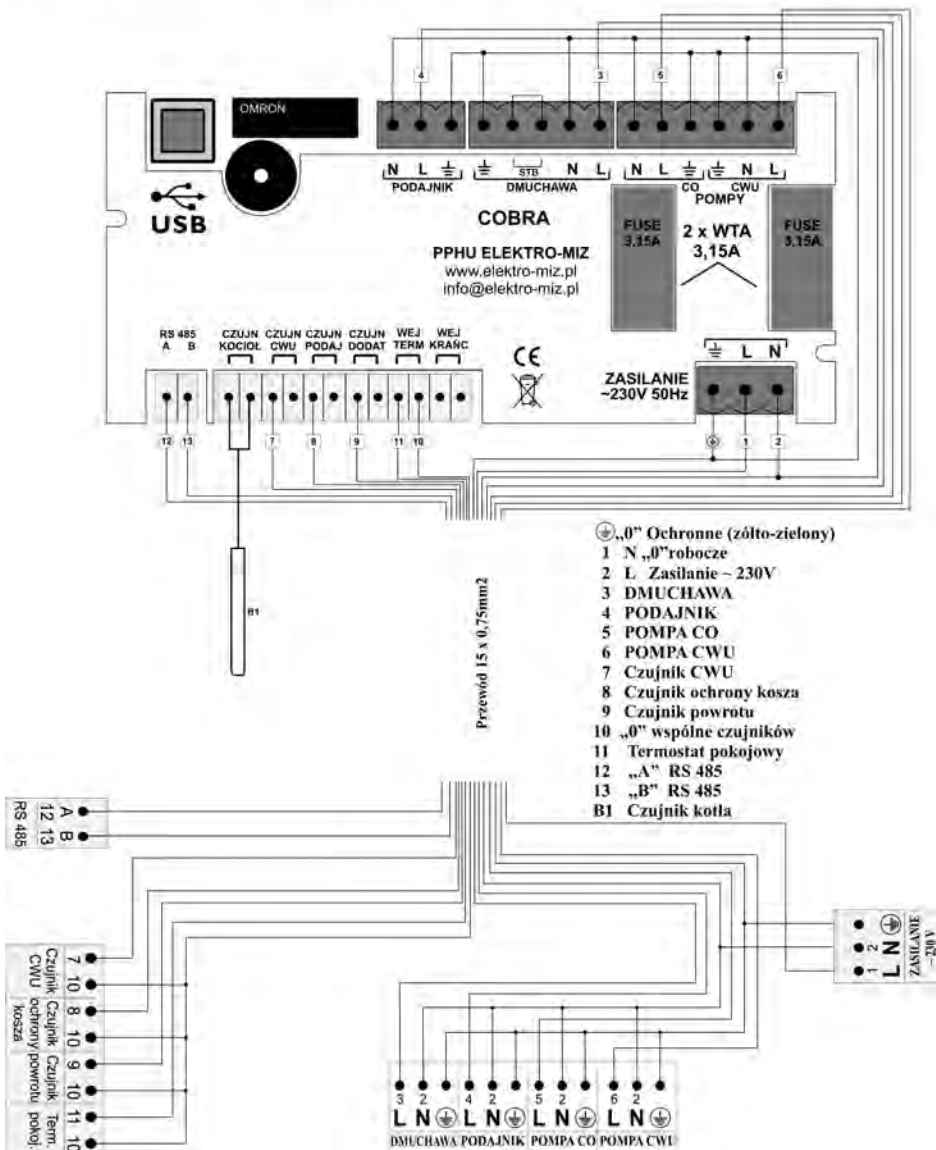 4 3 5 6
OMRON
USB
N L N L N L N L
STB
PODAJNIK DMUCHAWA CO CWU
POMPY
COBRA
PPHU ELEKTRO-MIZ
www.elektro-miz.pl
info@elektro-miz.pl
FUSE
3,15A
2 x WTA
3,15A
FUSE
3,15A
RS 485
A B
CZUJN
KOCIOŁ
CZUJN
CWU
CZUJN
PODAJ
CZUJN
DODAT
WEJ
TERM
WEJ
KRAŃC
CE
ZASILANIE
~230V 50Hz
L N
12 13 7 8 9 11 10 1 2
B1
Przewód 15 x 0,75mm2
„0” Ochronne (zółto-zielony)
1 N „0”robocze
2 L Zasilanie ~ 230V
3 DMUCHAWA
4 PODAJNIK
5 POMPA CO
6 POMPA CWU
7 Czujnik CWU
8 Czujnik ochrony kosza
9 Czujnik powrotu
10 „0” wspólne czujników
11 Termostat pokojowy
12 „A” RS 485
13 „B” RS 485
B1 Czujnik kotła
A B
12 13
RS 485
7 10 8 10 9 10 11 10
Czujnik
CWU
Czujnik
ochrony
kosza
Czujnik
powrotu
Term.
pokoj.
2 1
N L
ZASILANIE
~ 230V
3 2 4 2 5 2 6 2
L N L N L N L N
DMUCHAWA PODAJNIK POMPA CO POMPA CWU